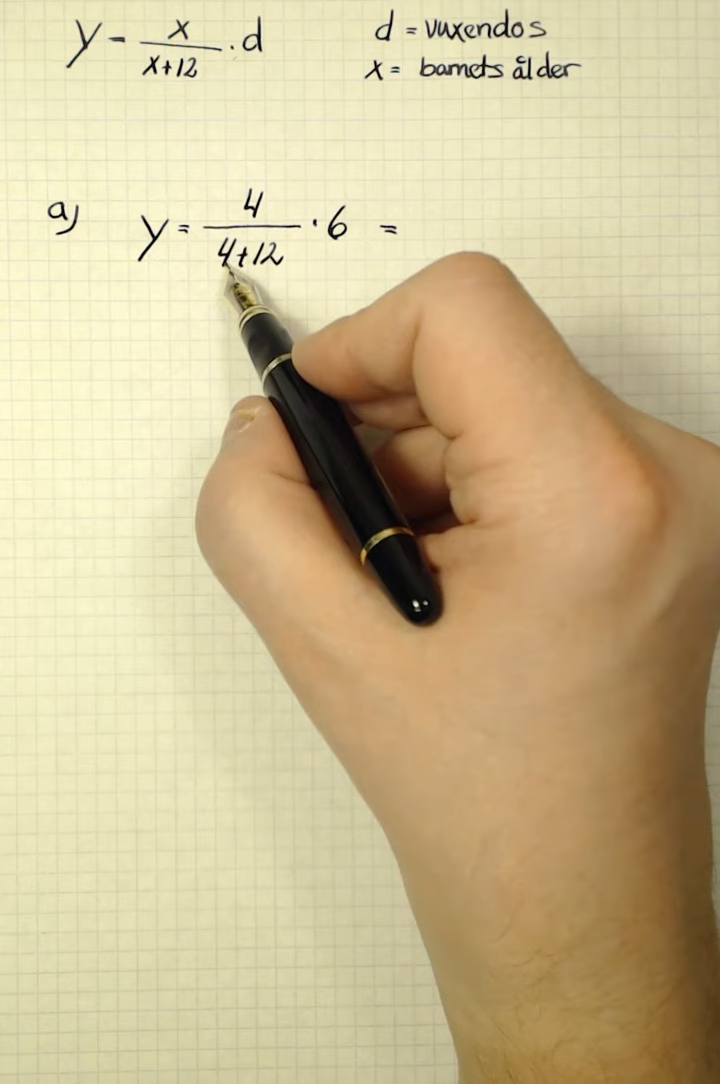 y = x/(x+12) · d
d = vuxendos
x = barnets ålder
a) y = 4/(4+12) · 6 =